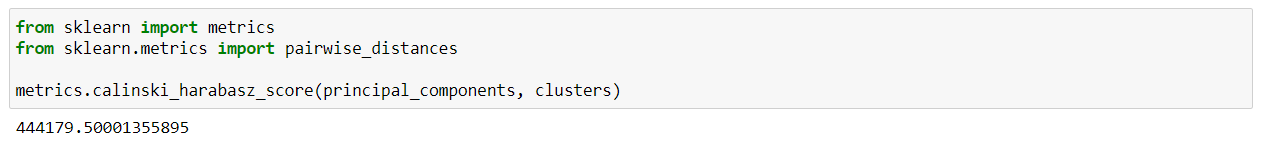 from sklearn import metrics
from sklearn.metrics import pairwise_distances
metrics.calinski_harabasz_score(principal_components, clusters)
444179.50001355895